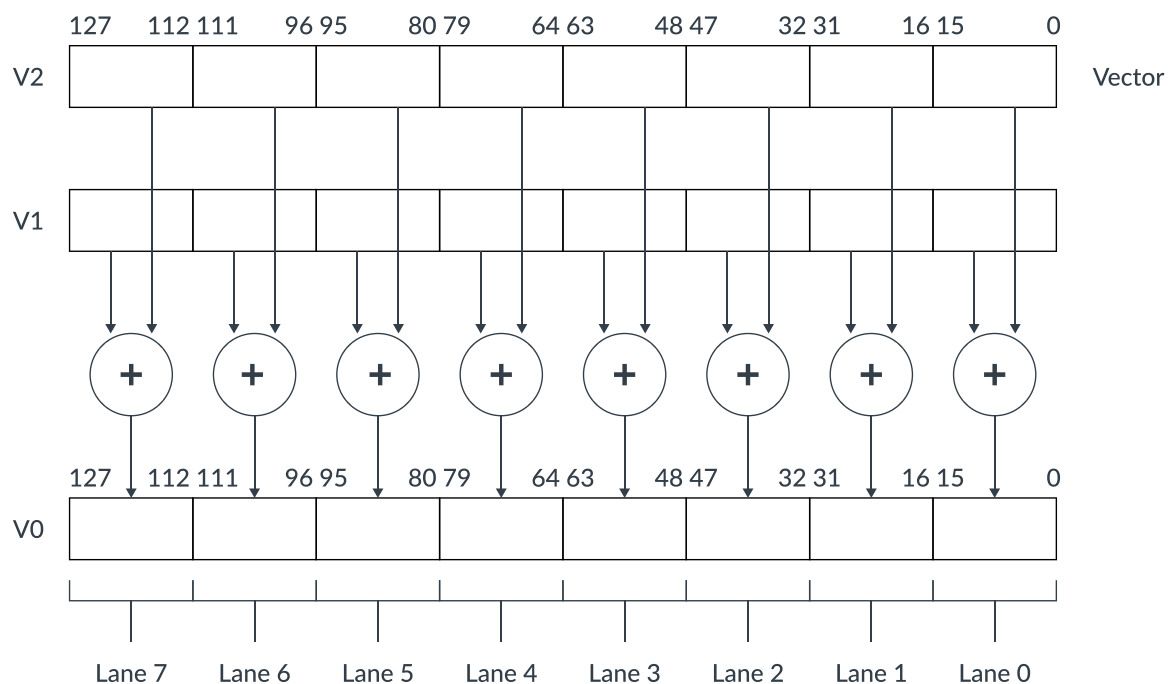 127 112 111 96 95 80 79 64 63 48 47 32 31 16 15 0
V2 Vector
V1
+ + + + + + + +
127 112 111 96 95 80 79 64 63 48 47 32 31 16 15 0
V0
Lane 7 Lane 6 Lane 5 Lane 4 Lane 3 Lane 2 Lane 1 Lane 0